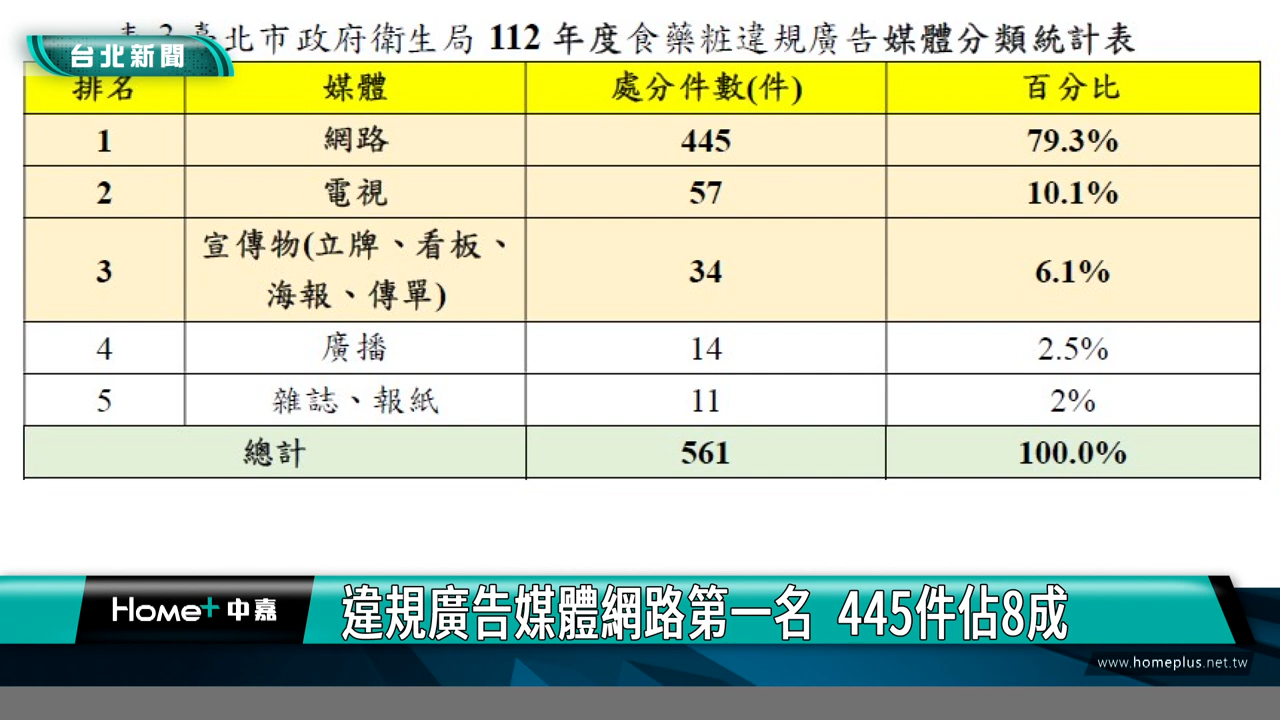 台北新聞
臺北市政府衛生局 112 年度食藥粧違規廣告媒體分類統計表
排名 媒體 處分件數(件) 百分比
1 網路 445 79.3%
2 電視 57 10.1%
3 宣傳物(立牌、看板、
海報、傳單) 34 6.1%
4 廣播 14 2.5%
5 雜誌、報紙 11 2%
總計 561 100.0%
Home+中嘉
違規廣告媒體網路第一名 445件佔8成
www.homeplus.net.tw